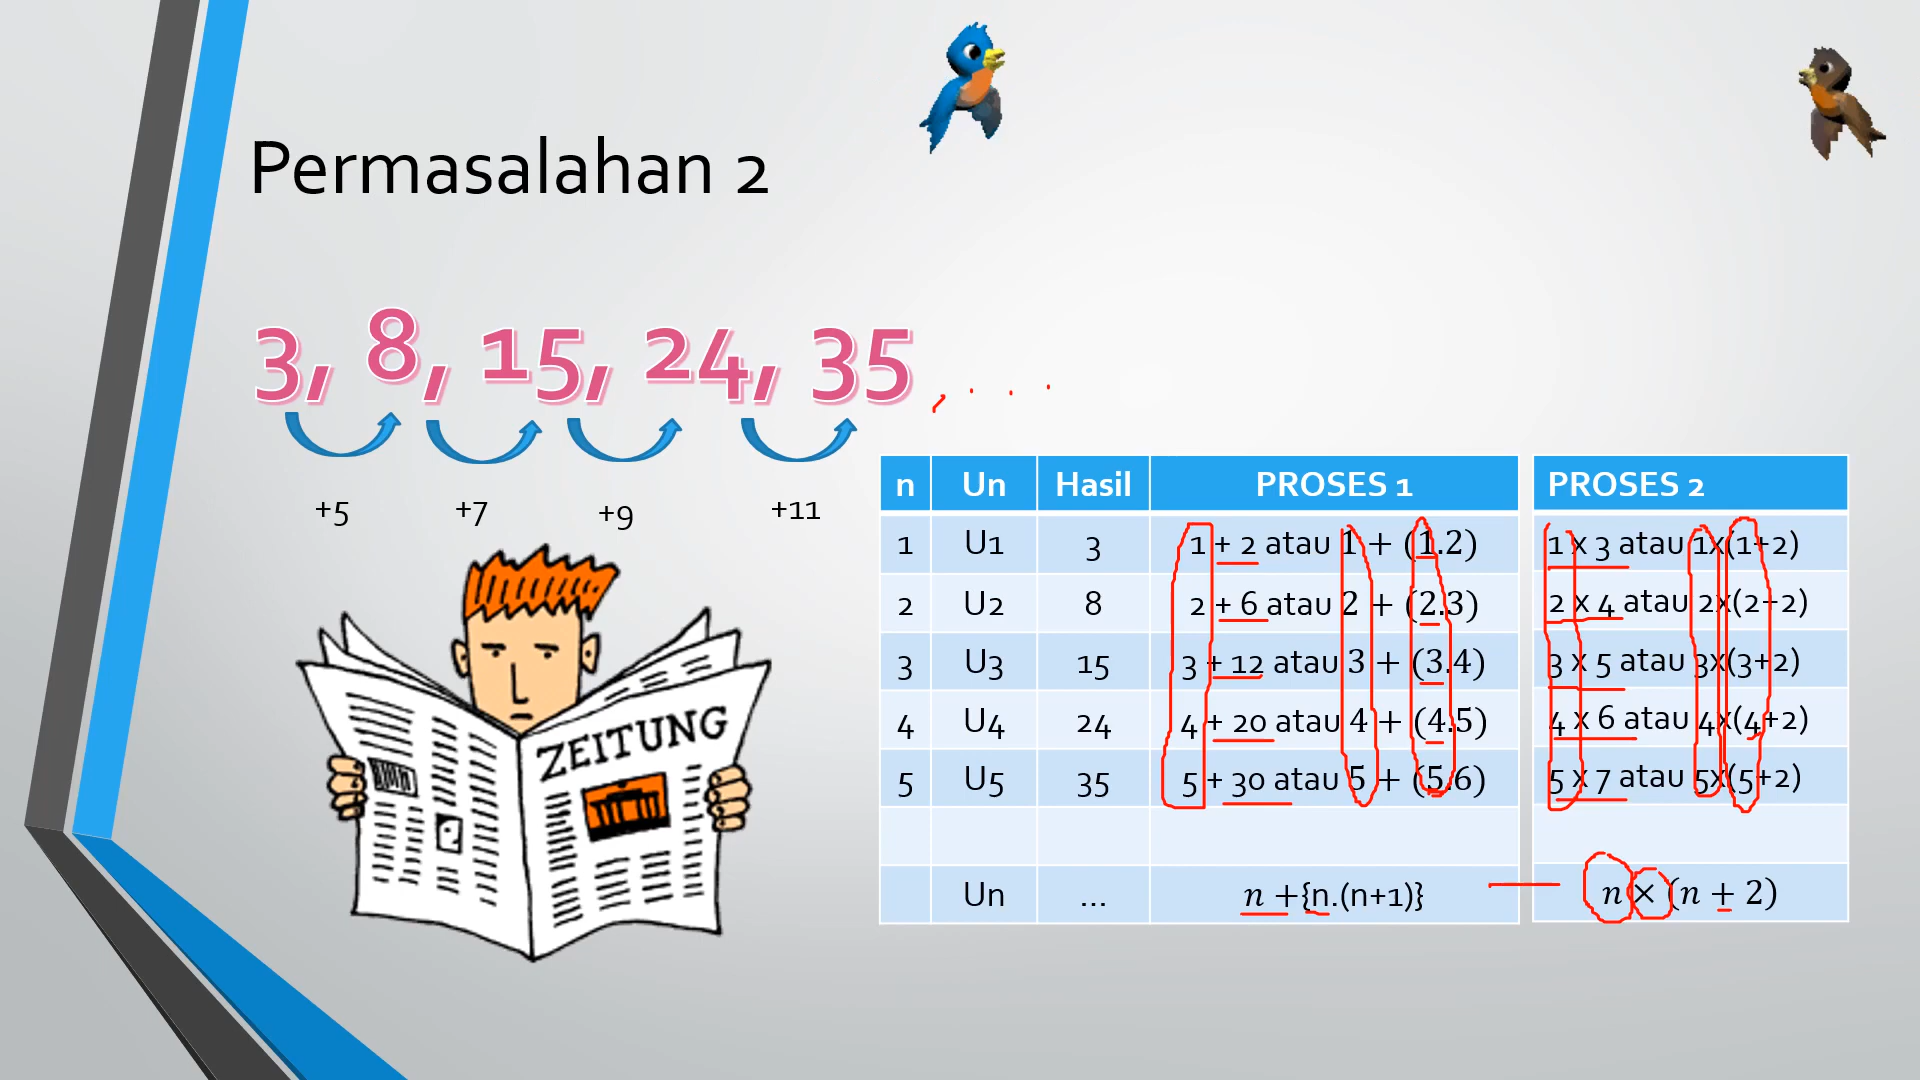 Permasalahan 2
3, 8, 15, 24, 35 , . . .
+5 +7 +9 +11
ZEITUNG
n Un Hasil PROSES 1 PROSES 2
1 U1 3 1 + 2 atau 1 + (1.2) 1 x 3 atau 1x(1+2)
2 U2 8 2 + 6 atau 2 + (2.3) 2 x 4 atau 2x(2+2)
3 U3 15 3 + 12 atau 3 + (3.4) 3 x 5 atau 3x(3+2)
4 U4 24 4 + 20 atau 4 + (4.5) 4 x 6 atau 4x(4+2)
5 U5 35 5 + 30 atau 5 + (5.6) 5 x 7 atau 5x(5+2)
Un ... n +{n.(n+1)} n × (n + 2)